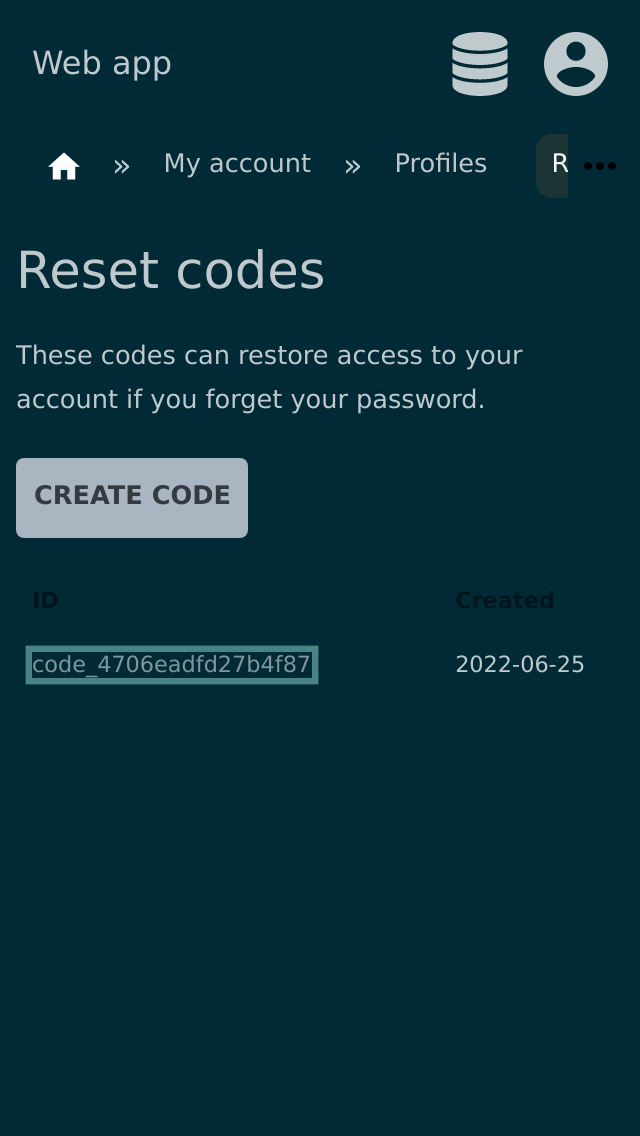 Web app
» My account » Profiles R •••
Reset codes
These codes can restore access to your
account if you forget your password.
CREATE CODE
ID Created
code_4706eadfd27b4f87 2022-06-25